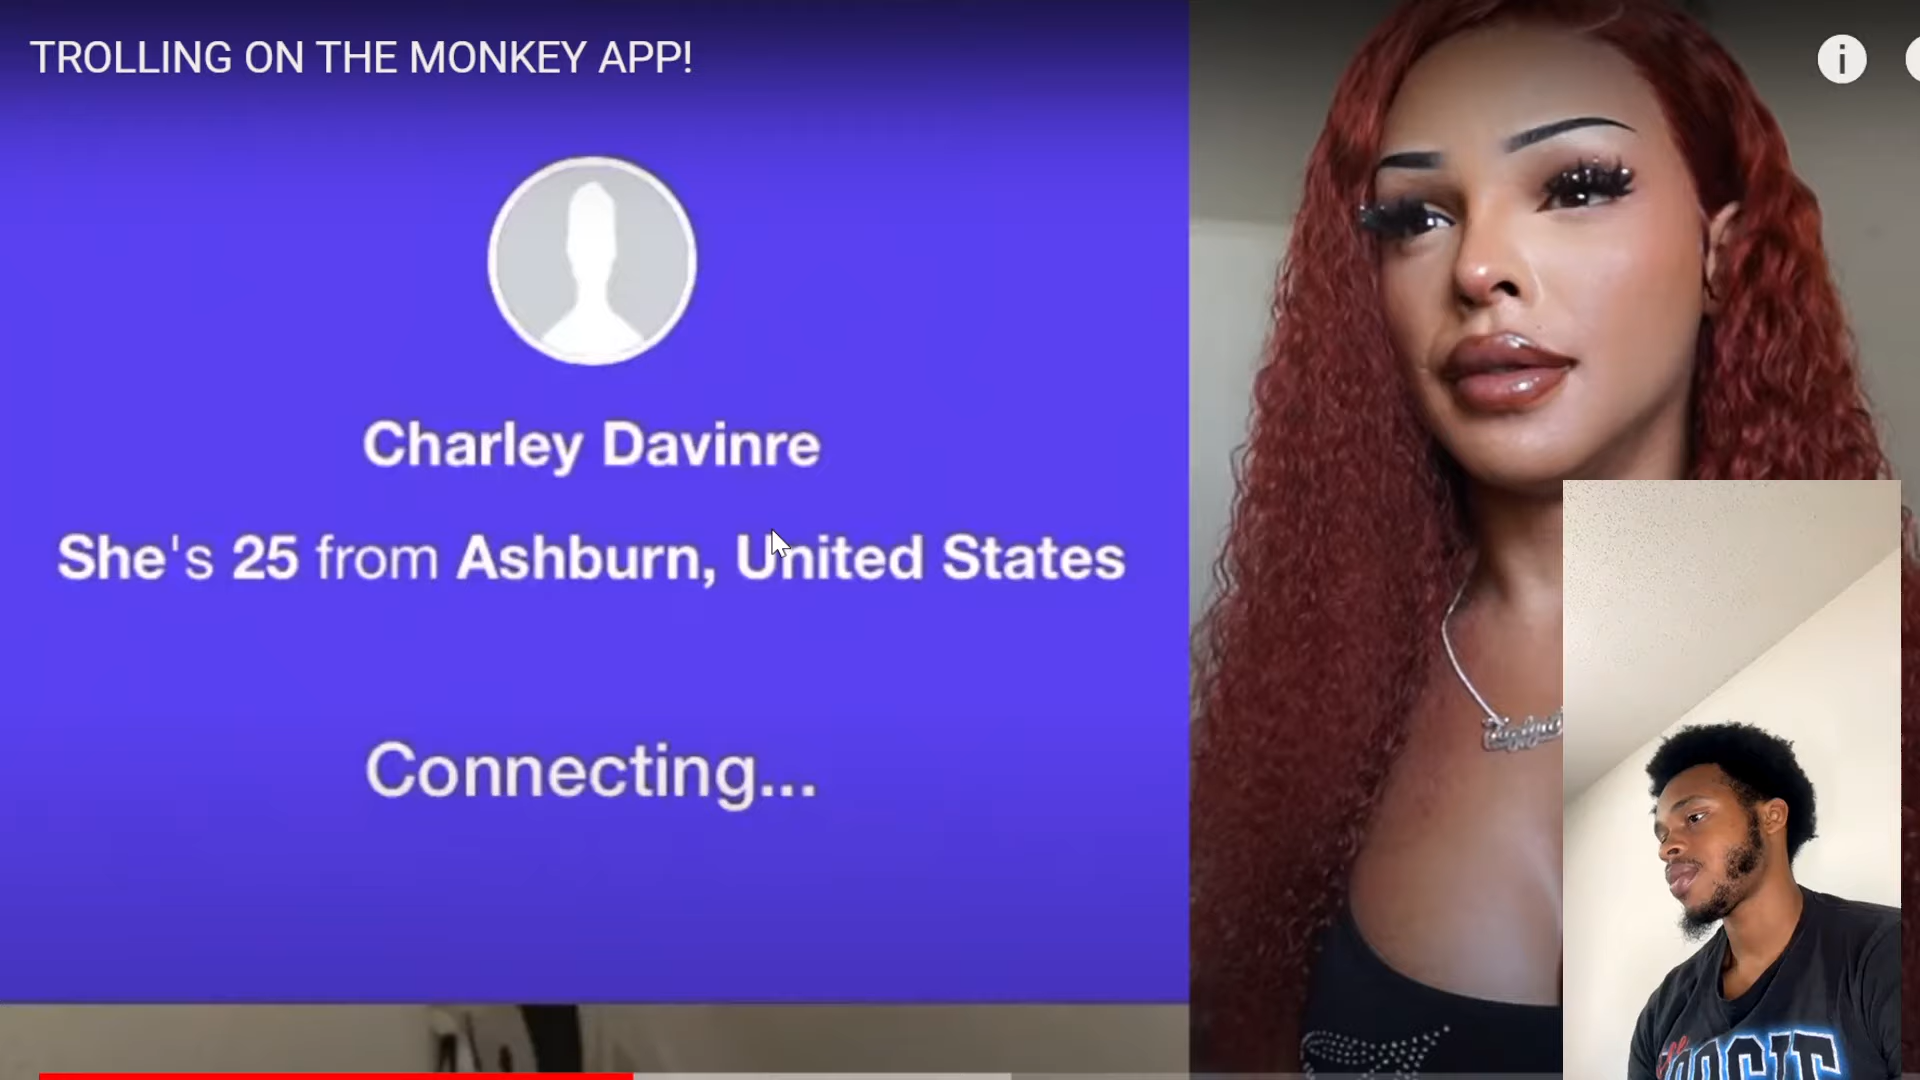 TROLLING ON THE MONKEY APP!
Charley Davinre
She's 25 from Ashburn, United States
Connecting...